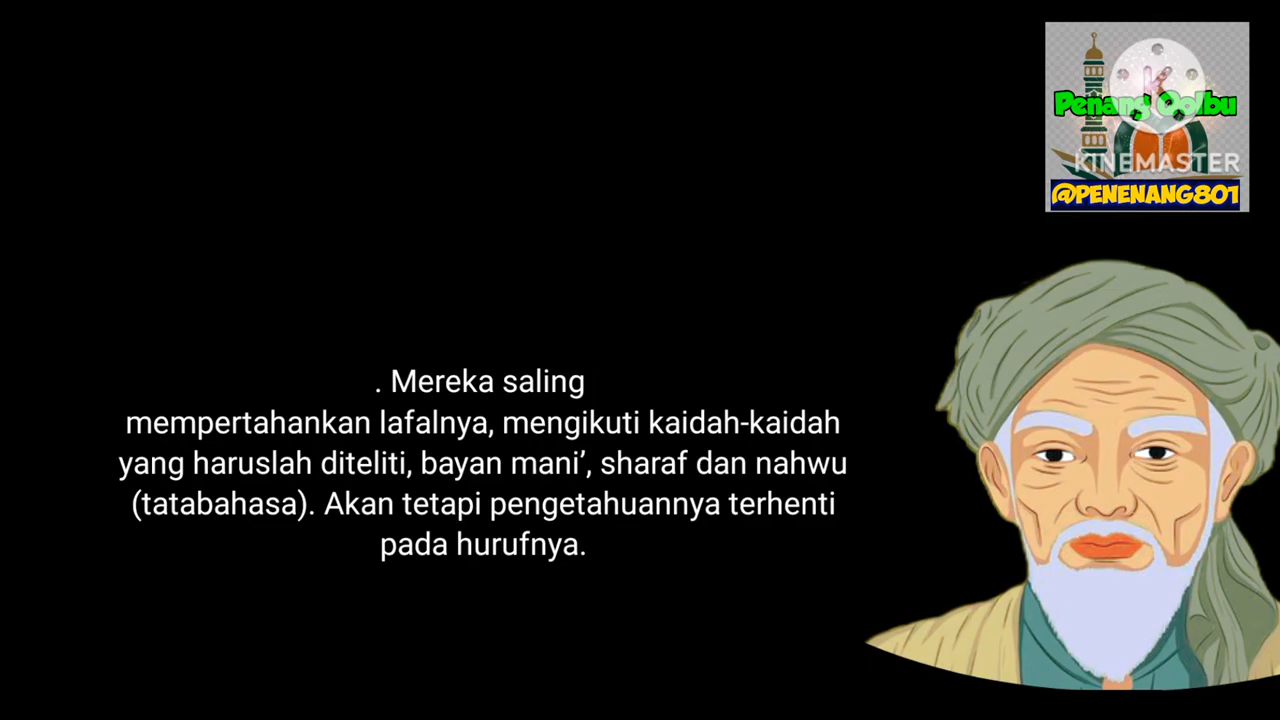 Penang Qolbu
KINEMASTER
@PENENANG801
. Mereka saling
mempertahankan lafalnya, mengikuti kaidah-kaidah
yang haruslah diteliti, bayan mani’, sharaf dan nahwu
(tatabahasa). Akan tetapi pengetahuannya terhenti
pada hurufnya.